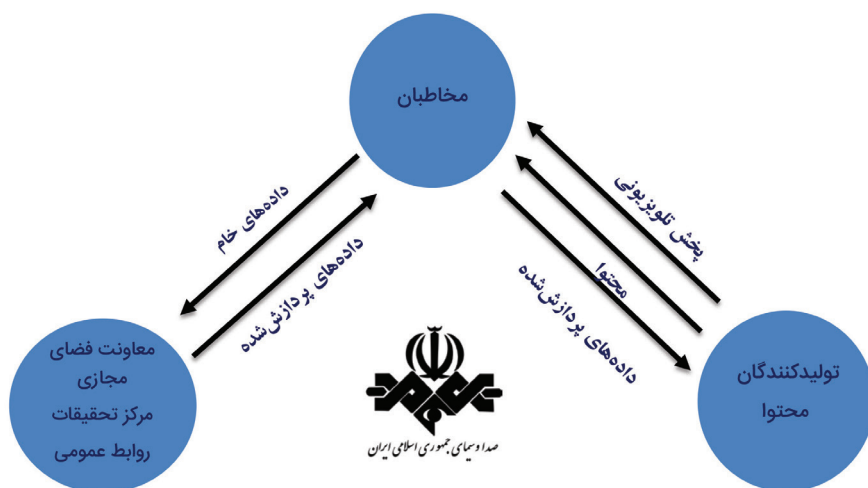 مخاطبان
داده‌های خام
داده‌های پردازش‌شده
پخش تلویزیونی
محتوا
داده‌های پردازش‌شده
معاونت فضای
مجازی
مرکز تحقیقات
روابط عمومی
تولیدکنندگان
محتوا
صدا و سیمای جمهوری اسلامی ایران